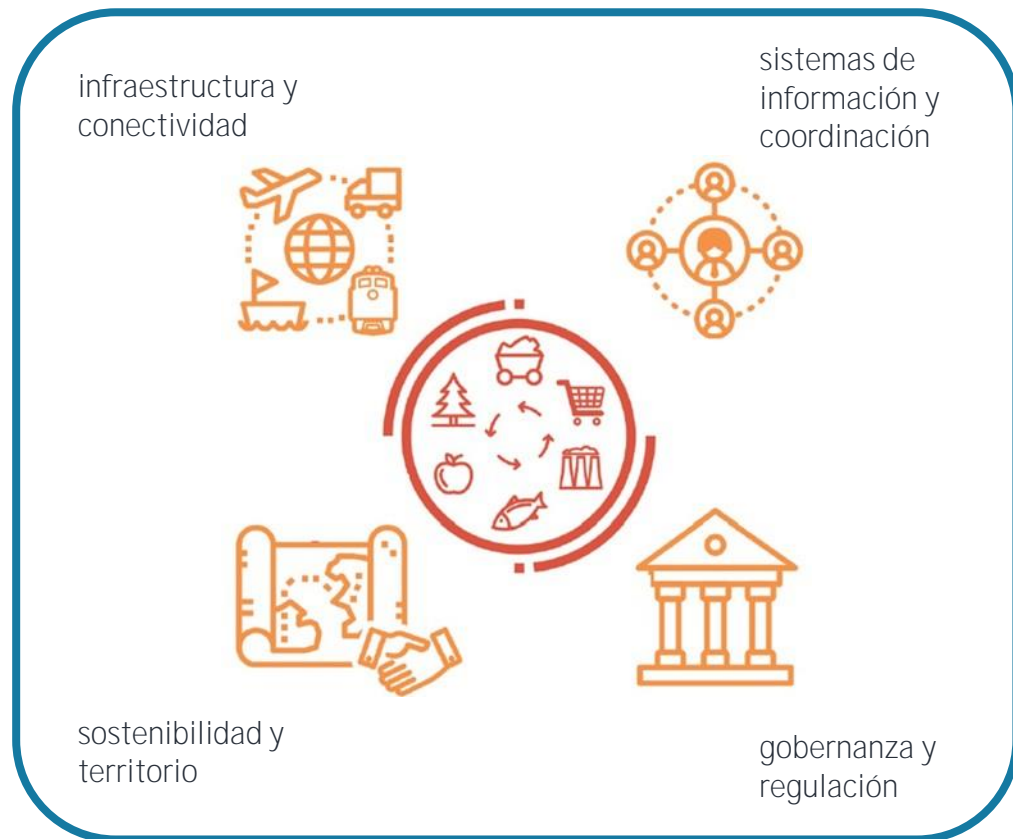 infraestructura y
conectividad
sistemas de
información y
coordinación
sostenibilidad y
territorio
gobernanza y
regulación